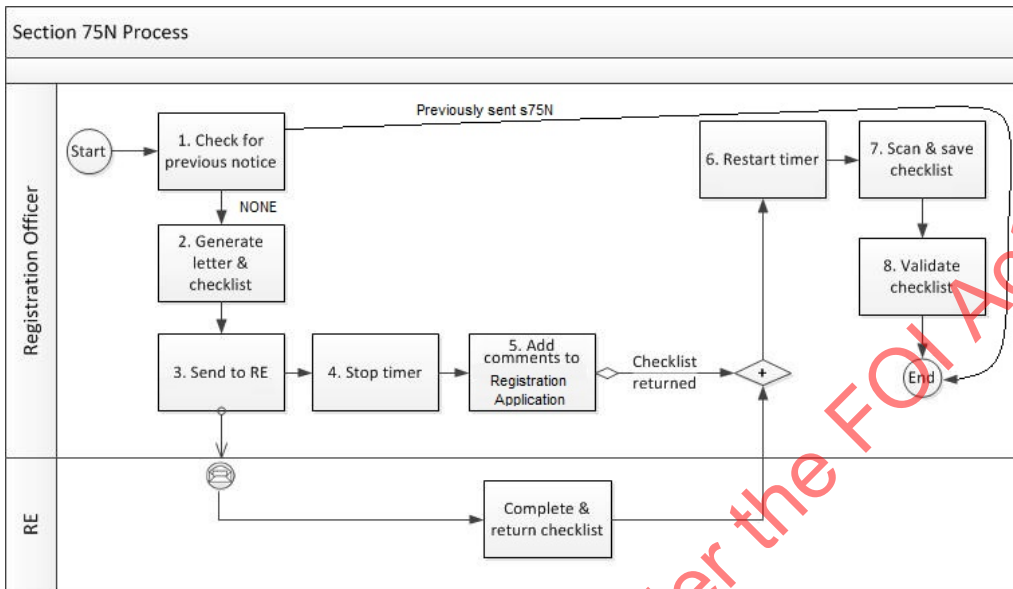 Section 75N Process
Registration Officer
Start
1. Check for
previous notice
Previously sent s75N
NONE
2. Generate
letter &
checklist
3. Send to RE
4. Stop timer
5. Add
comments to
Registration
Application
Checklist
returned
+
6. Restart timer
7. Scan & save
checklist
8. Validate
checklist
End
RE
Complete &
return checklist
er the FOI Ac